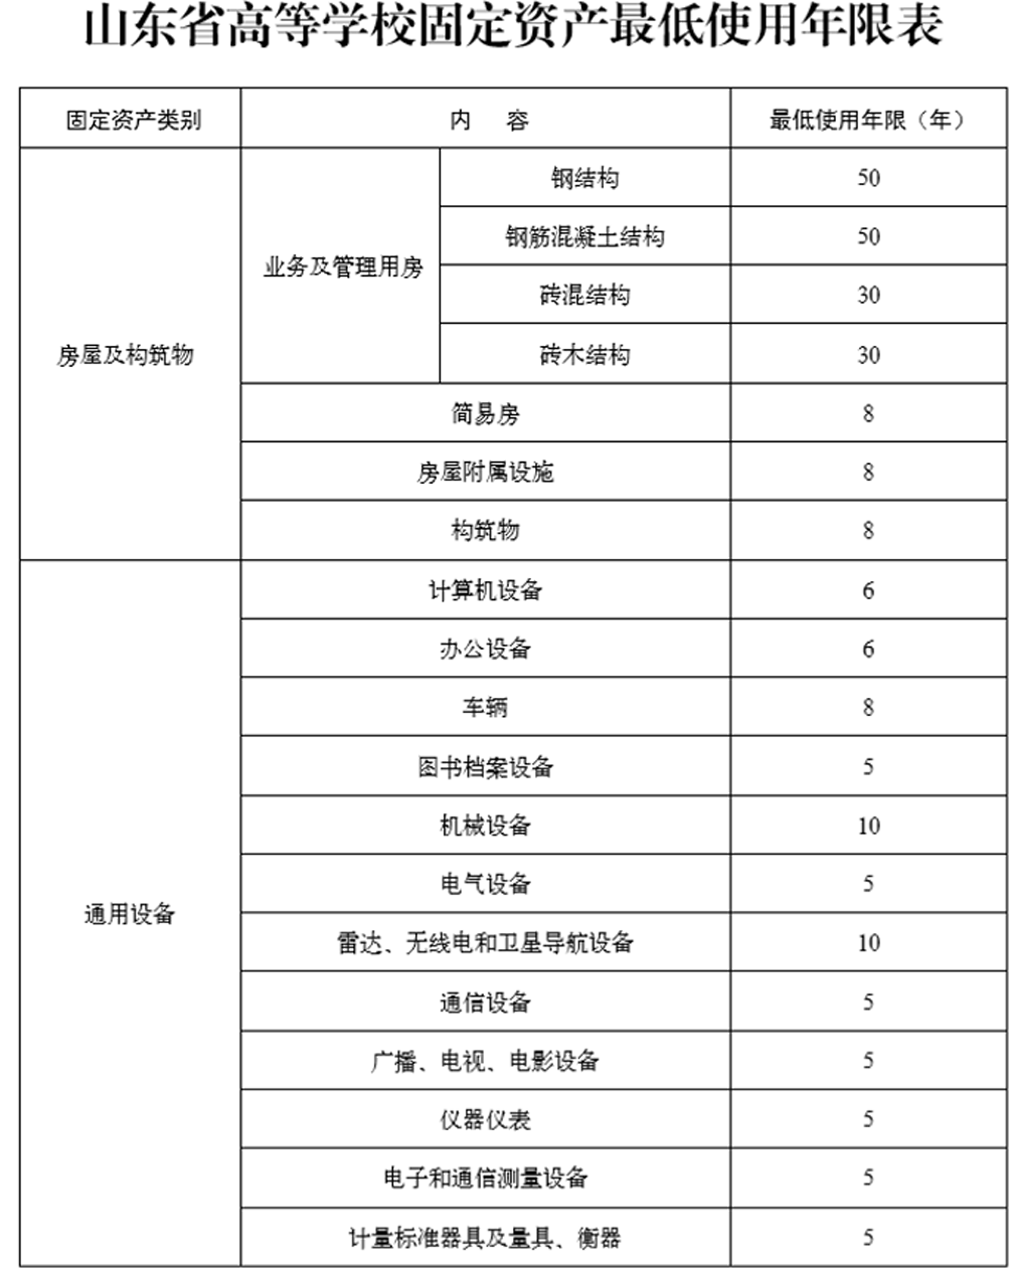 山东省高等学校固定资产最低使用年限表
固定资产类别 内 容 最低使用年限（年）
房屋及构筑物 业务及管理用房 钢结构 50
钢筋混凝土结构 50
砖混结构 30
砖木结构 30
简易房 8
房屋附属设施 8
构筑物 8
通用设备 计算机设备 6
办公设备 6
车辆 8
图书档案设备 5
机械设备 10
电气设备 5
雷达、无线电和卫星导航设备 10
通信设备 5
广播、电视、电影设备 5
仪器仪表 5
电子和通信测量设备 5
计量标准器具及量具、衡器 5